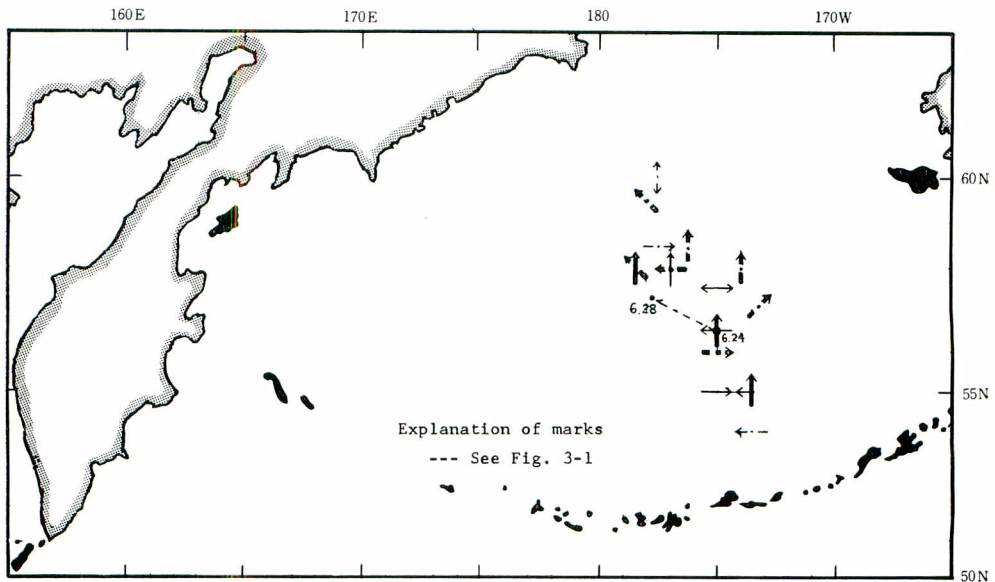 160E 170E 180 170W
60N
6.28
6.24
55N
Explanation of marks
--- See Fig. 3-1
50N